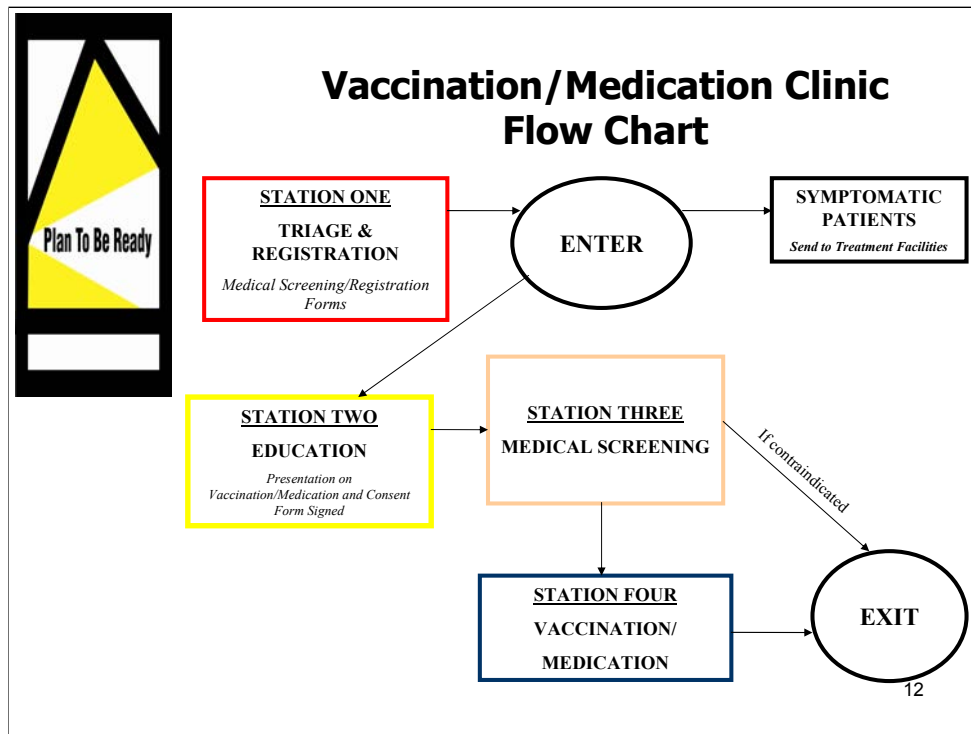 Vaccination/Medication Clinic
Flow Chart
Plan To Be Ready
STATION ONE
TRIAGE &
REGISTRATION
Medical Screening/Registration
Forms
ENTER
SYMPTOMATIC
PATIENTS
Send to Treatment Facilities
STATION TWO
EDUCATION
Presentation on
Vaccination/Medication and Consent
Form Signed
STATION THREE
MEDICAL SCREENING
If contraindicated
STATION FOUR
VACCINATION/
MEDICATION
EXIT
12